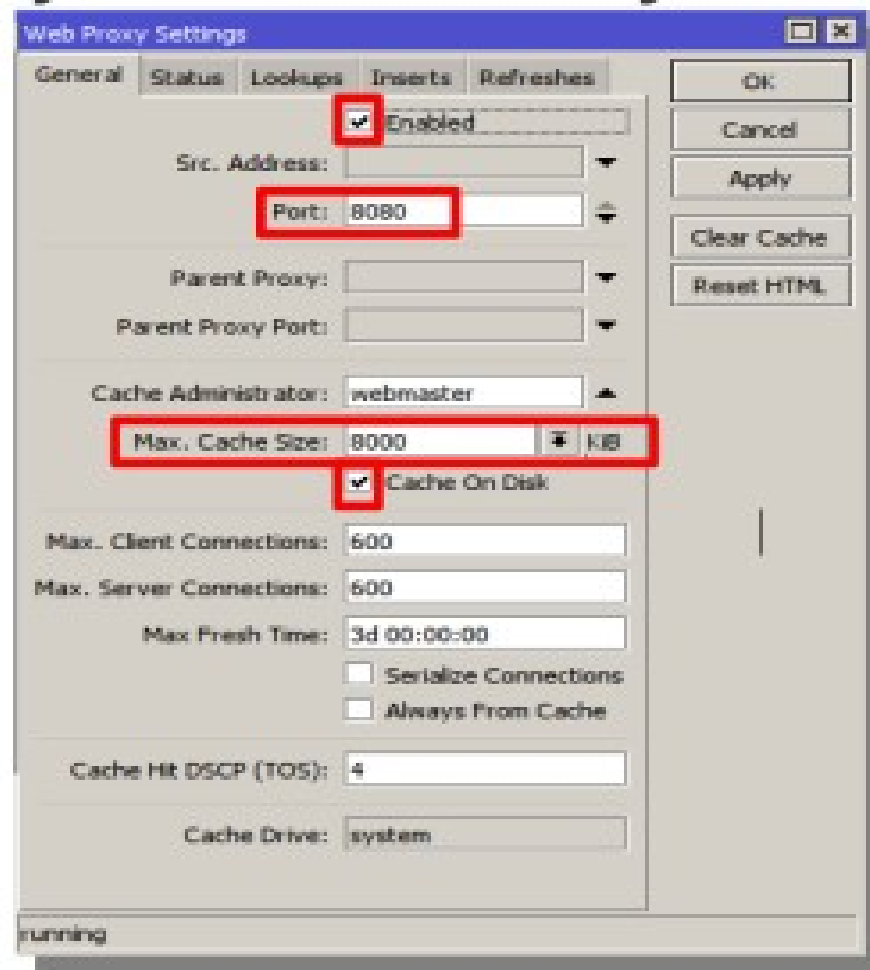 Web Proxy Settings
General Status Lookups Inserts Refreshes
OK
Enabled
Cancel
Src. Address:
Apply
Port: 8080
Clear Cache
Parent Proxy:
Reset HTML
Parent Proxy Port:
Cache Administrator: webmaster
Max. Cache Size: 8000 KiB
Cache On Disk
Max. Client Connections: 600
Max. Server Connections: 600
Max Fresh Time: 3d 00:00:00
Serialize Connections
Always From Cache
Cache Hit DSCP (TOS): 4
Cache Drive: system
running